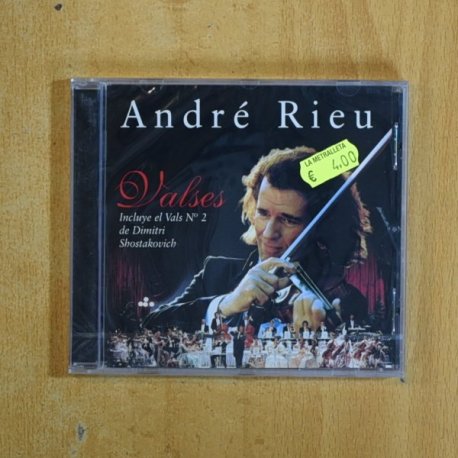 André Rieu
LA METRALLETA
€ 4,00
Valses
Incluye el Vals Nº 2
de Dimitri
Shostakovich